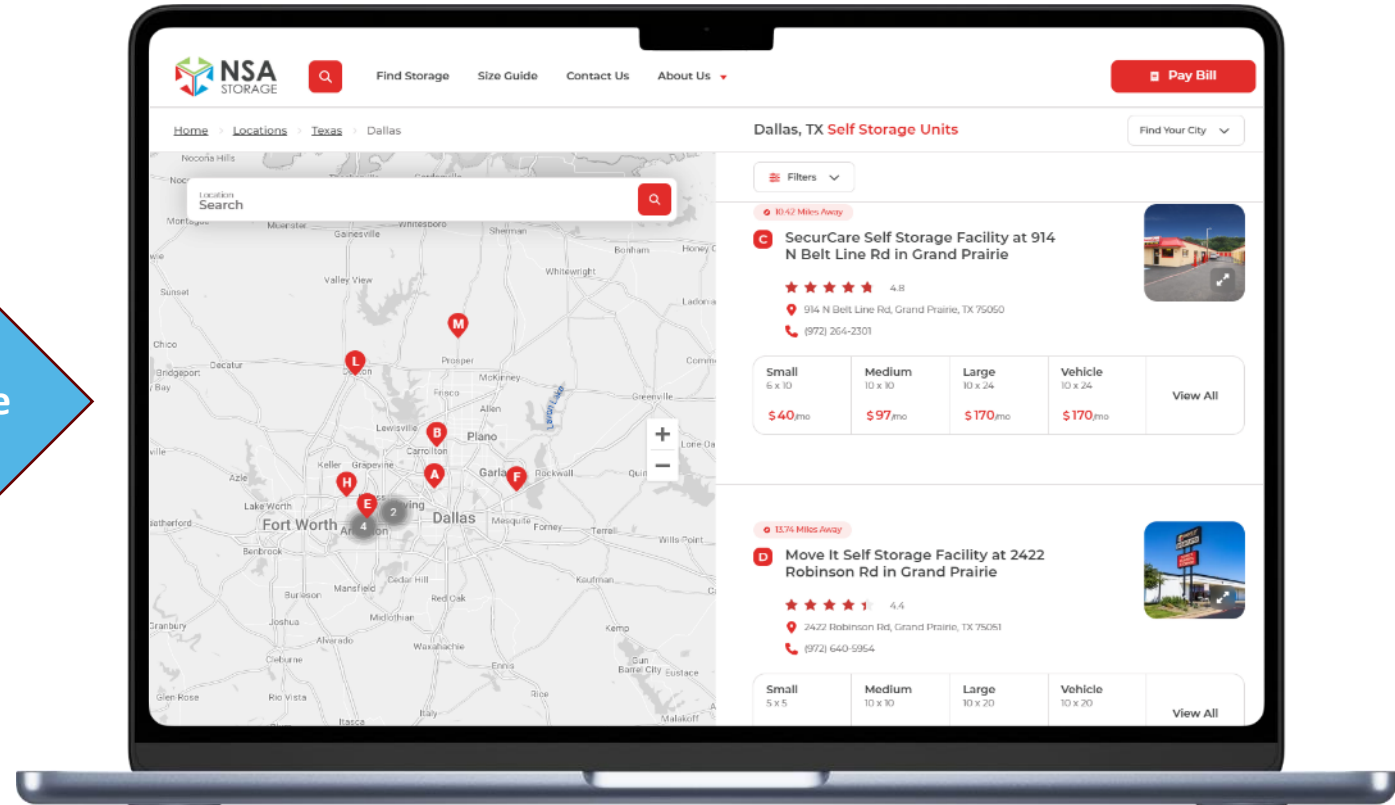 NSA
STORAGE
Find Storage
Size Guide
Contact Us
About Us
Pay Bill
Home > Locations > Texas > Dallas
Dallas, TX Self Storage Units
Find Your City
Nocona Hills
Location
Search
Muenster
Gainesville
Whitesboro
Sherman
Bonham
Valley View
Whitewright
Sunset
Chico
M
L
Decatur
Bridgeport
Prosper
McKinney
Frisco
Allen
Lavon Lake
Greenville
Lewisville
B
Plano
Carrollton
Keller
Grapevine
A
F
Rockwall
Azle
H
E
Lake Worth
2
4
Fort Worth
Dallas
Mesquite
Forney
Terrell
Wills Point
Benbrook
Cedar Hill
Kaufman
Burleson
Mansfield
Red Oak
Joshua
Midlothian
Kemp
Alvarado
Waxahachie
Cleburne
Ennis
Gun
Barrel City
Eustace
Glen Rose
Rio Vista
Rice
Itasca
Italy
Malakoff
+
−
Filters
10.42 Miles Away
C
SecurCare Self Storage Facility at 914
N Belt Line Rd in Grand Prairie
4.8
914 N Belt Line Rd, Grand Prairie, TX 75050
(972) 264-2301
Small
6 x 10
$40/mo
Medium
10 x 10
$97/mo
Large
10 x 24
$170/mo
Vehicle
10 x 24
$170/mo
View All
13.74 Miles Away
D
Move It Self Storage Facility at 2422
Robinson Rd in Grand Prairie
4.4
2422 Robinson Rd, Grand Prairie, TX 75051
(972) 640-5954
Small
5 x 5
Medium
10 x 10
Large
10 x 20
Vehicle
10 x 20
View All